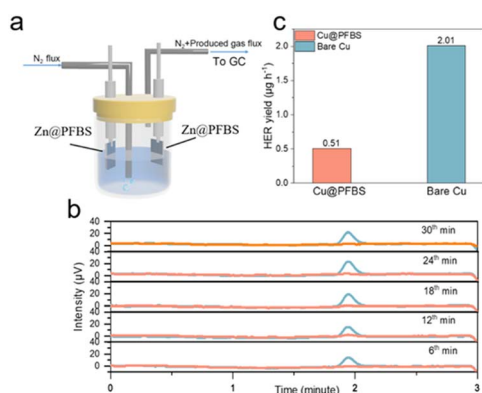 a
N₂ flux
N₂+Produced gas flux
To GC
Zn@PFBS
Zn@PFBS
c
Cu@PFBS
Bare Cu
HER yield (μg h⁻¹)
2.0
1.5
1.0
0.5
0.0
0.51
2.01
Cu@PFBS
Bare Cu
b
Intensity (μV)
40
20
0
30th min
40
20
0
24th min
40
20
0
18th min
40
20
0
12th min
40
20
0
6th min
0
1
2
3
Time (minute)